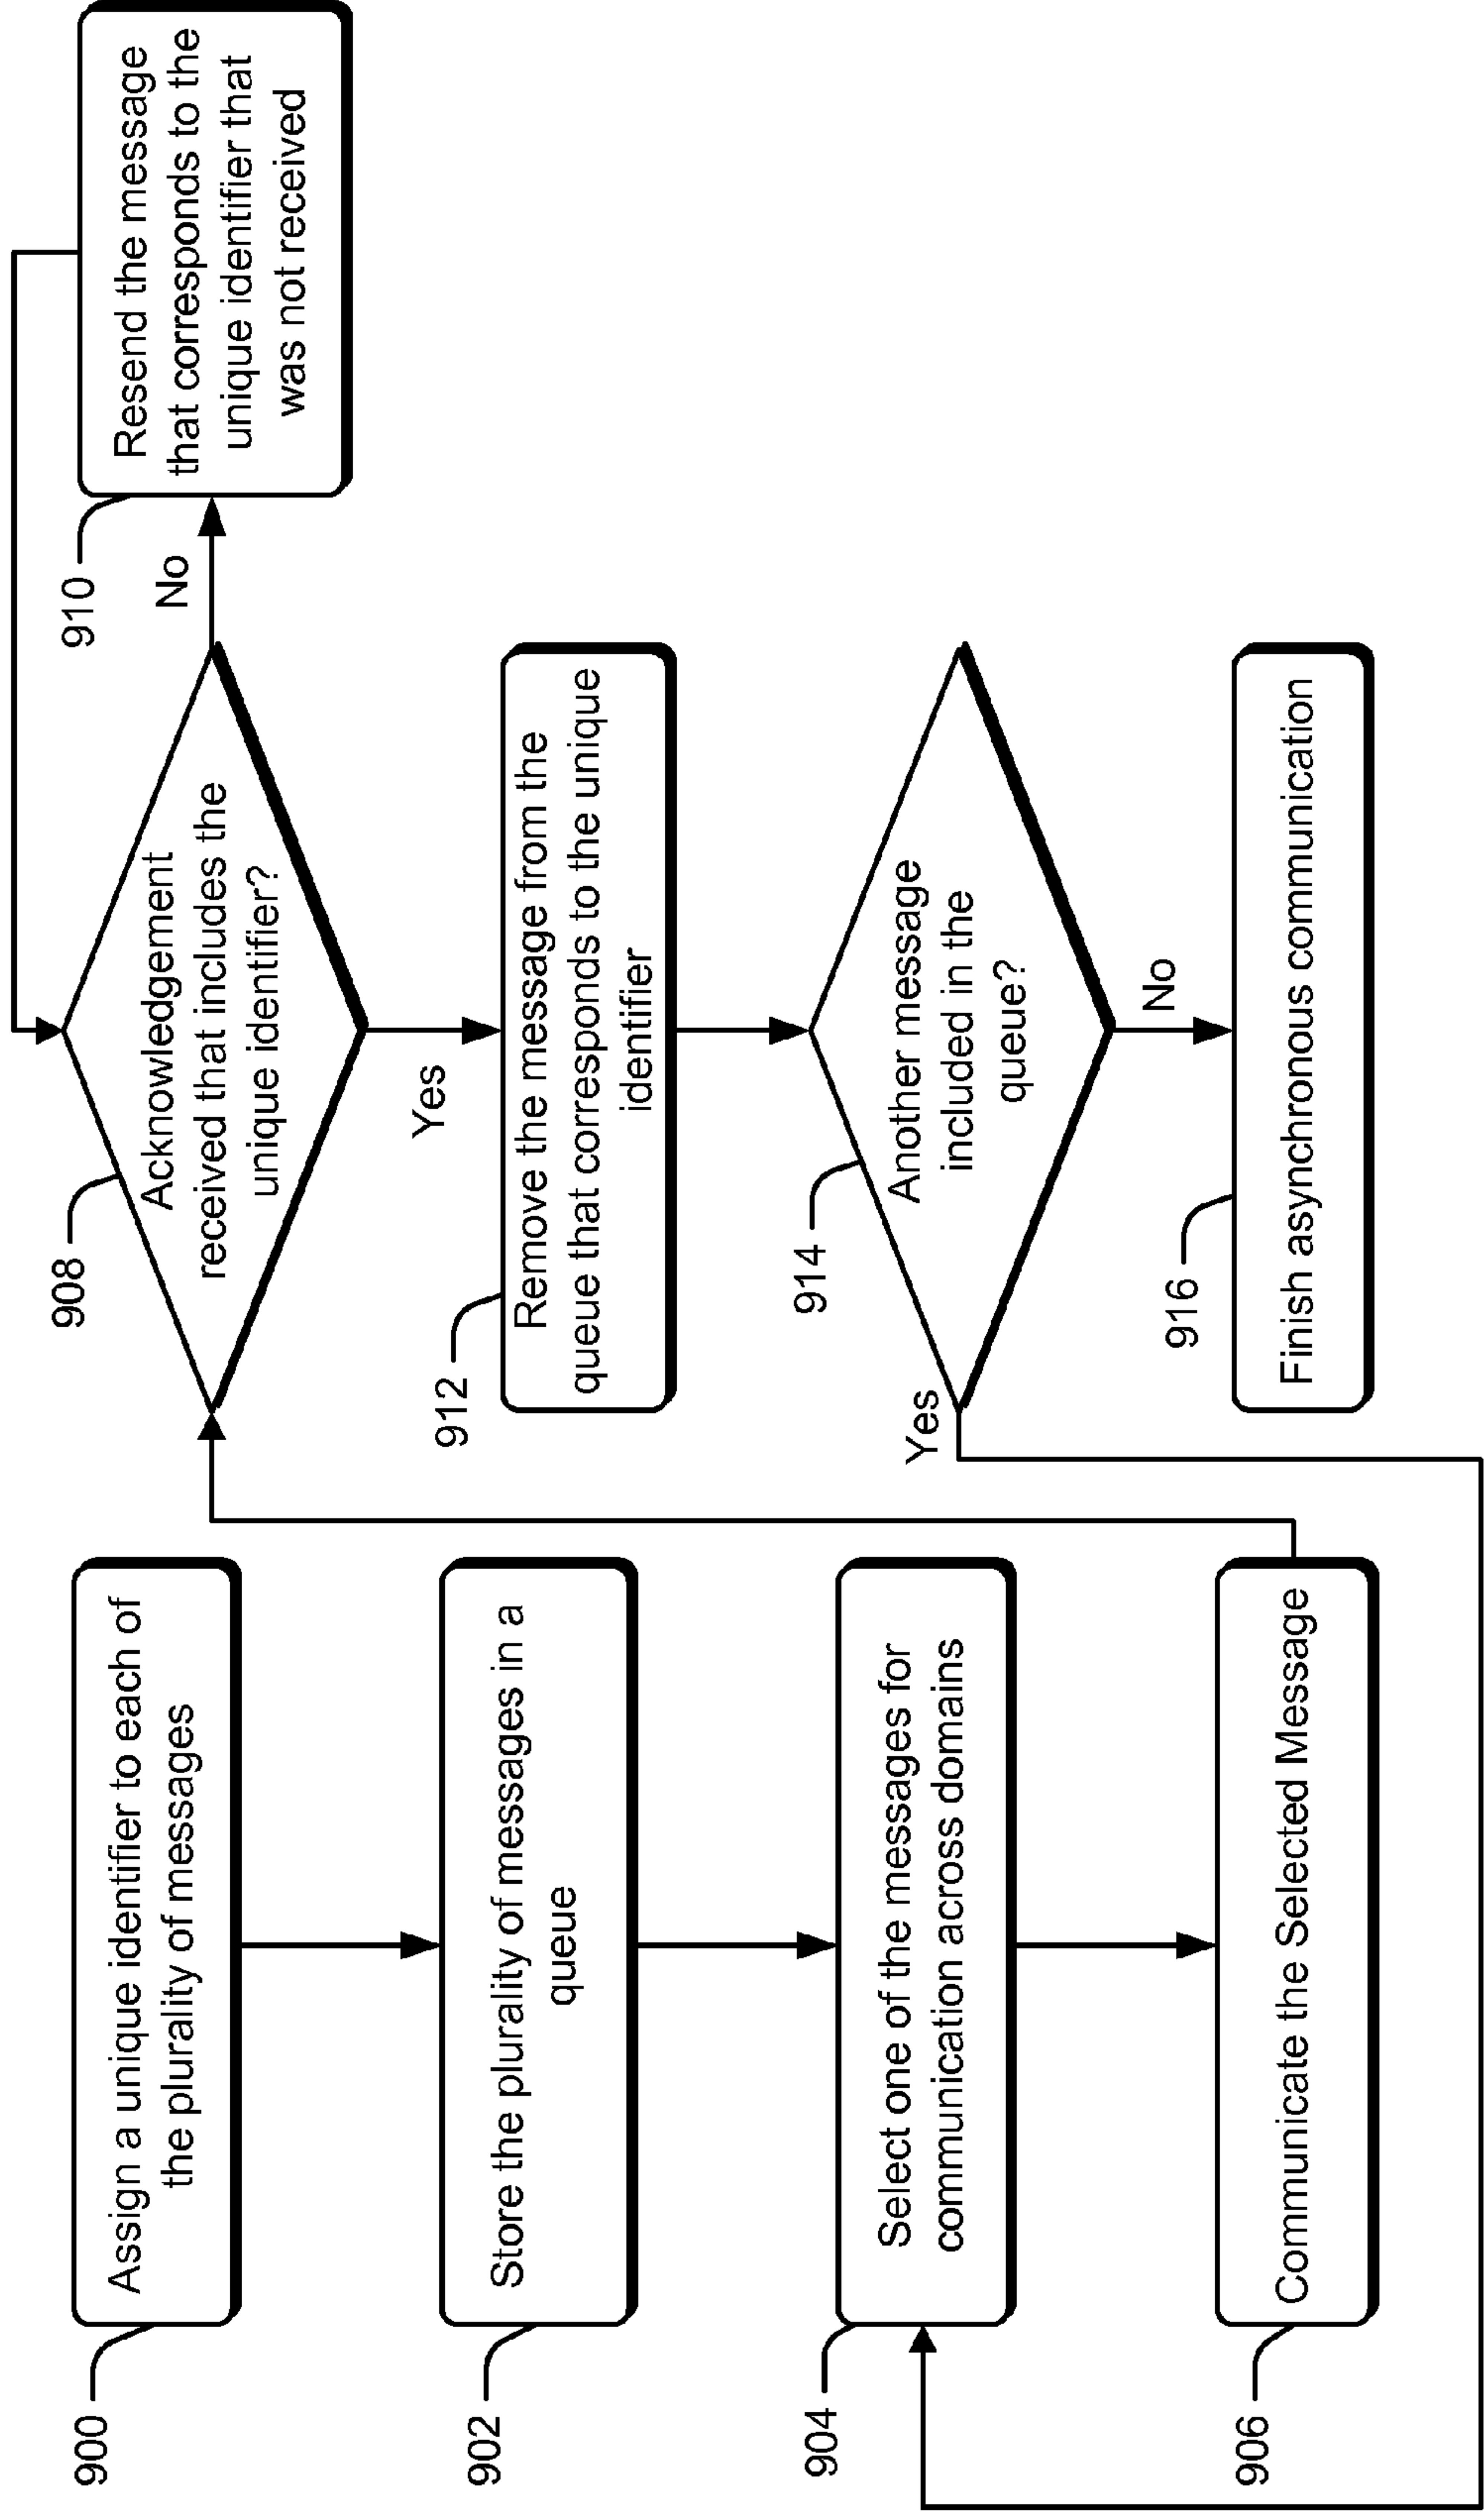 900
Assign a unique identifier to each of
the plurality of messages
902
Store the plurality of messages in a
queue
904
Select one of the messages for
communication across domains
906
Communicate the Selected Message
908
Acknowledgement
received that includes the
unique identifier?
No
910
Resend the message
that corresponds to the
unique identifier that
was not received
Yes
912
Remove the message from the
queue that corresponds to the unique
identifier
914
Another message
included in the
queue?
Yes
No
916
Finish asynchronous communication